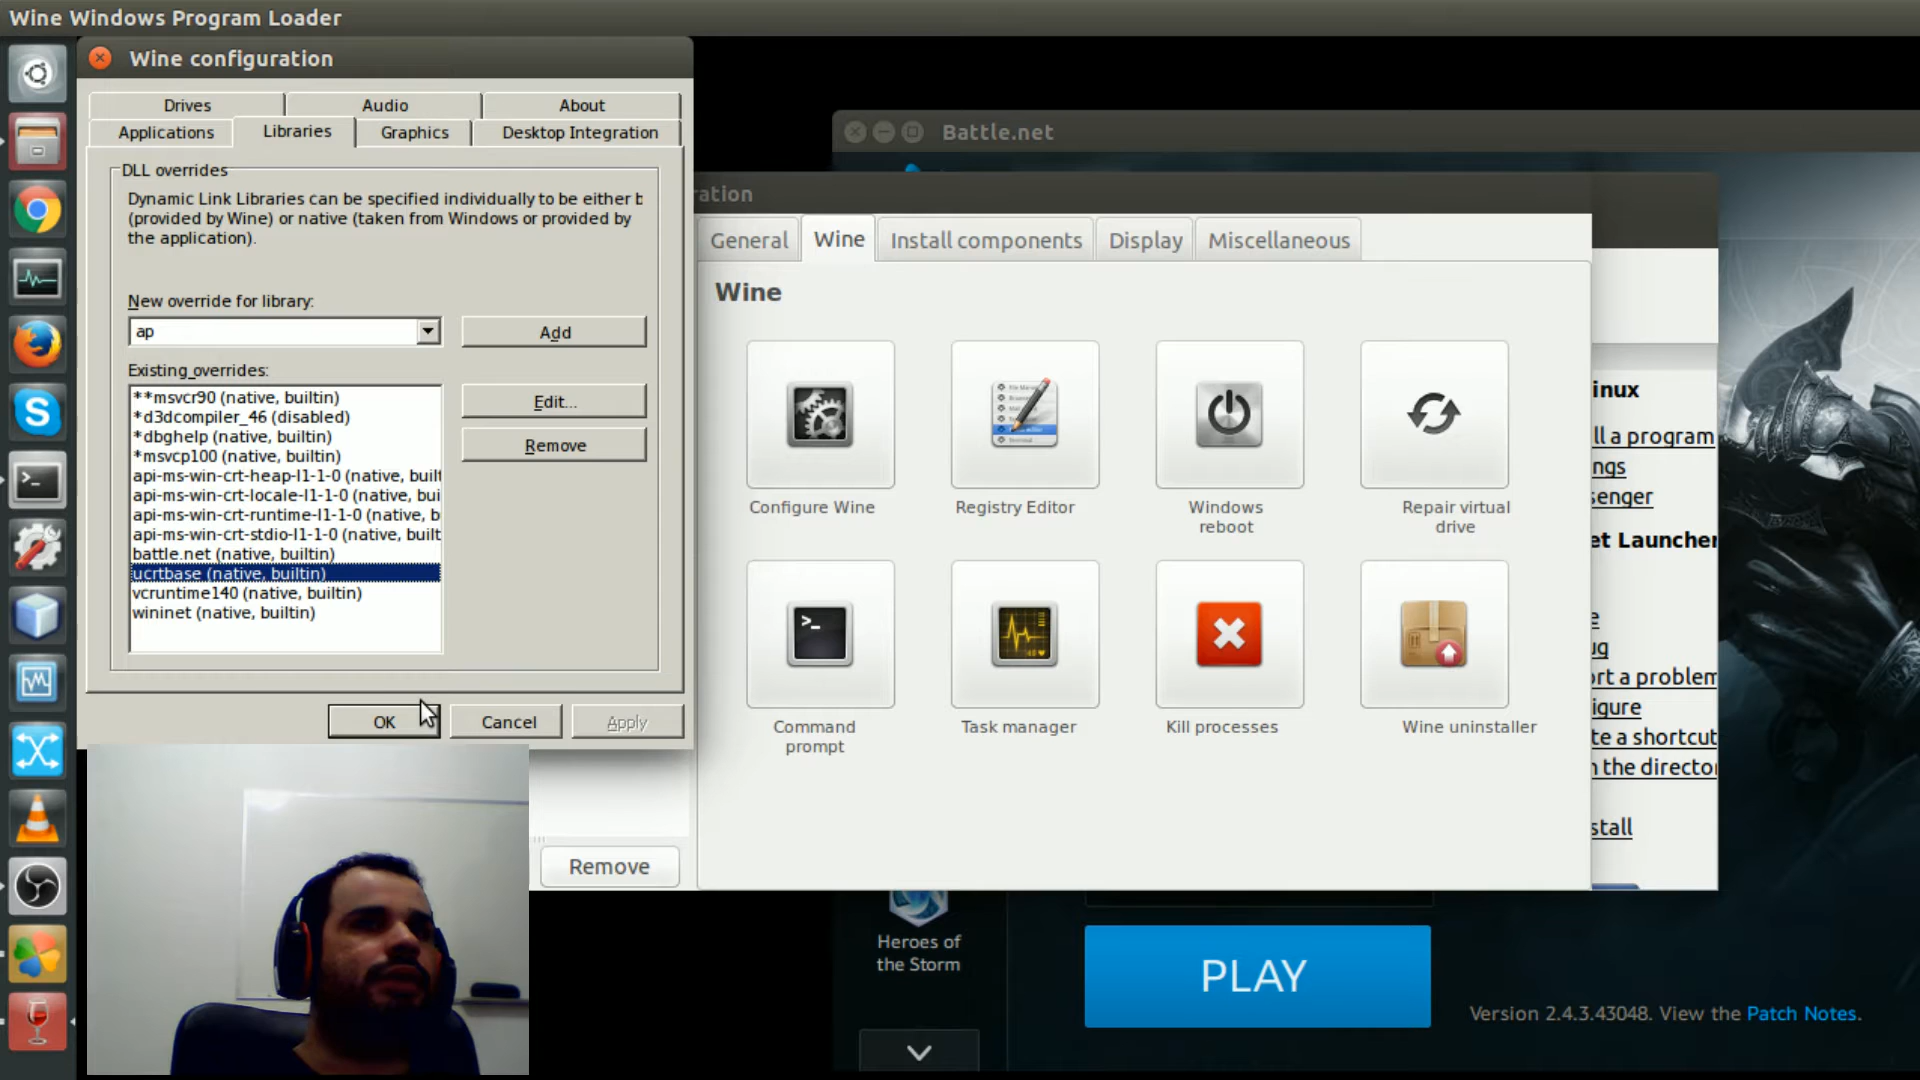 Wine Windows Program Loader
Wine configuration
Drives
Audio
About
Applications
Libraries
Graphics
Desktop Integration
DLL overrides
Dynamic Link Libraries can be specified individually to be either b
(provided by Wine) or native (taken from Windows or provided by
the application).
New override for library:
ap
Add
Existing overrides:
**msvcr90 (native, builtin)
*d3dcompiler_46 (disabled)
*dbghelp (native, builtin)
*msvcp100 (native, builtin)
api-ms-win-crt-heap-l1-1-0 (native, buil
api-ms-win-crt-locale-l1-1-0 (native, bui
api-ms-win-crt-runtime-l1-1-0 (native, b
api-ms-win-crt-stdio-l1-1-0 (native, buil
battle.net (native, builtin)
ucrtbase (native, builtin)
vcruntime140 (native, builtin)
wininet (native, builtin)
Edit...
Remove
OK
Cancel
Apply
Battle.net
ration
General
Wine
Install components
Display
Miscellaneous
Wine
Configure Wine
Registry Editor
Windows
reboot
Repair virtual
drive
Command
prompt
Task manager
Kill processes
Wine uninstaller
Remove
inux
ll a program
ngs
senger
et Launcher
e
ug
ort a problem
igure
te a shortcut
n the director
stall
Heroes of
the Storm
PLAY
Version 2.4.3.43048. View the Patch Notes.